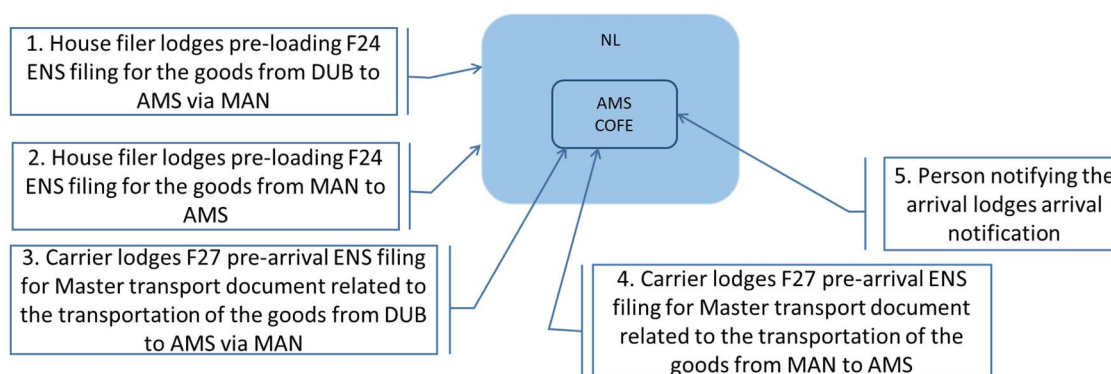 1. House filer lodges pre-loading F24
ENS filing for the goods from DUB to
AMS via MAN
NL
AMS
COFE
2. House filer lodges pre-loading F24
ENS filing for the goods from MAN to
AMS
5. Person notifying the
arrival lodges arrival
notification
3. Carrier lodges F27 pre-arrival ENS filing
for Master transport document related to
the transportation of the goods from DUB
to AMS via MAN
4. Carrier lodges F27 pre-arrival ENS
filing for Master transport document
related to the transportation of the
goods from MAN to AMS